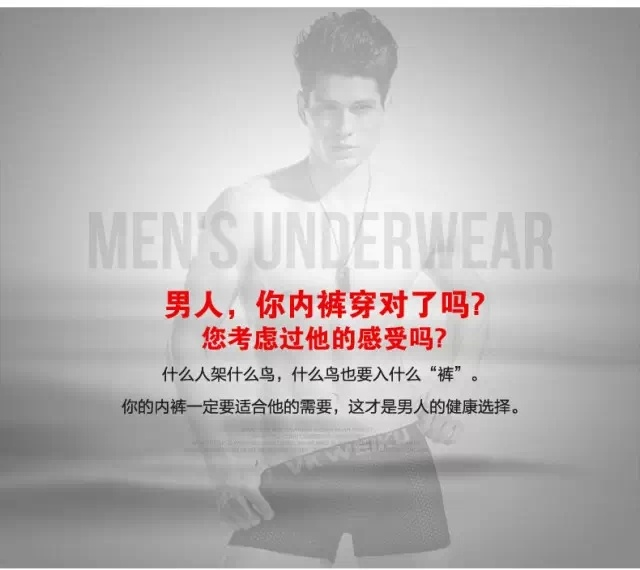 MEN'S UNDERWEAR
男人，你内裤穿对了吗?
您考虑过他的感受吗?
什么人架什么鸟，什么鸟也要入什么“裤”。
你的内裤一定要适合他的需要，这才是男人的健康选择。